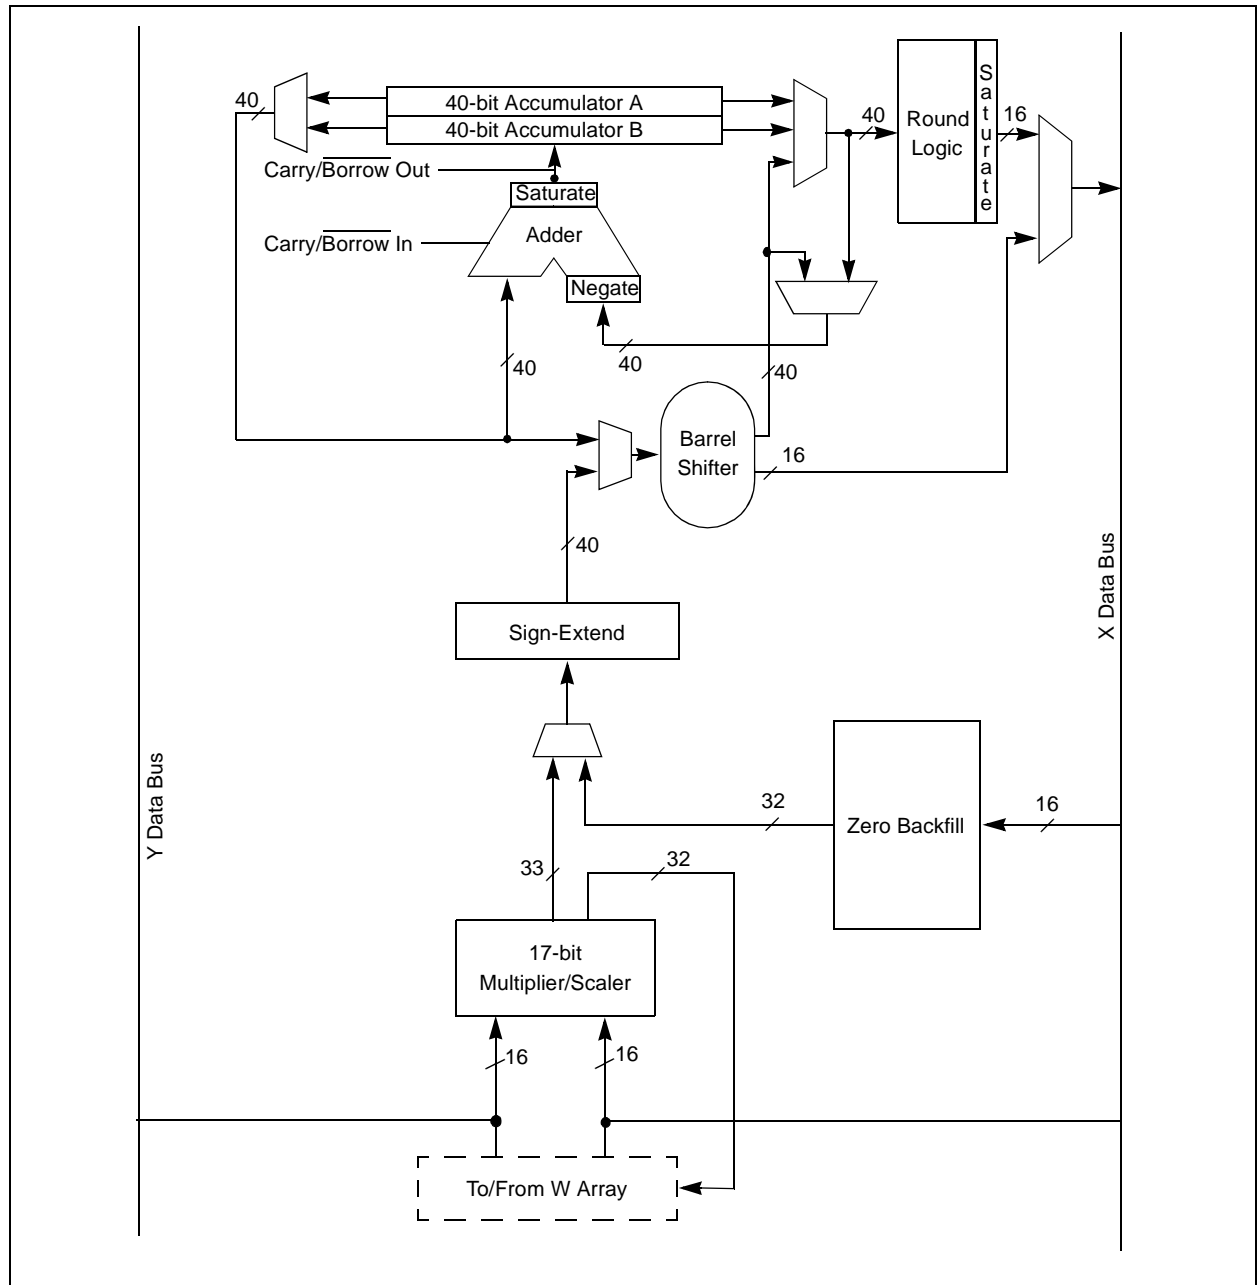 40
40-bit Accumulator A
40-bit Accumulator B
Carry/Borrow Out
Saturate
Carry/Borrow In
Adder
Negate
40
Round
Logic
Saturate
16
40
40
40
Barrel
Shifter
16
40
Sign-Extend
X Data Bus
Y Data Bus
32
Zero Backfill
16
33
32
17-bit
Multiplier/Scaler
16
16
To/From W Array